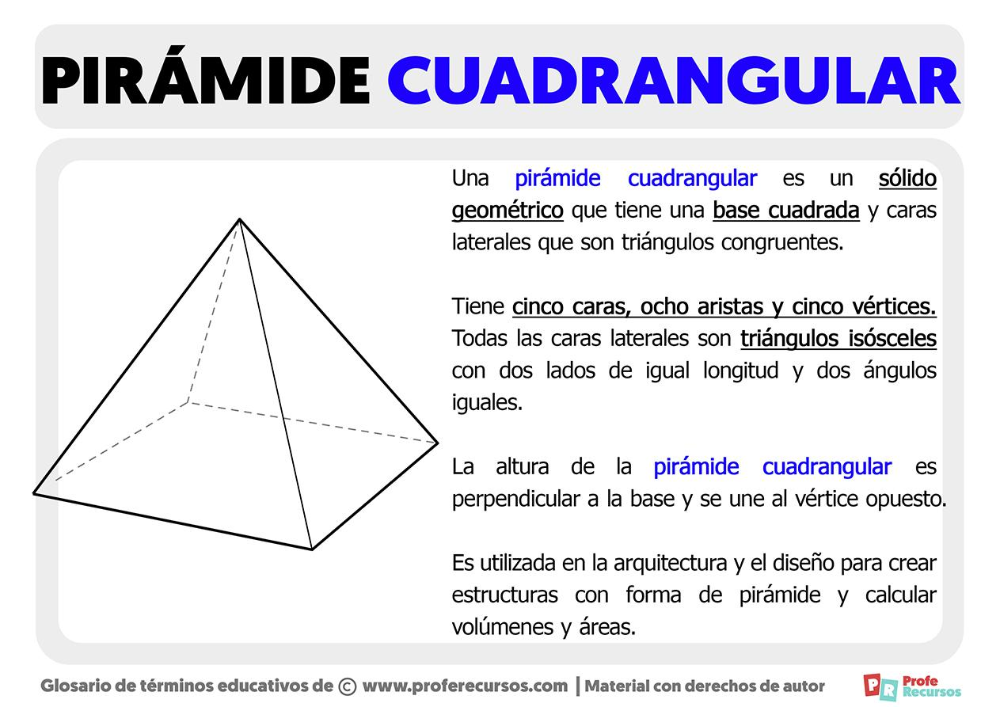 PIRÁMIDE CUADRANGULAR
Una pirámide cuadrangular es un sólido
geométrico que tiene una base cuadrada y caras
laterales que son triángulos congruentes.
Tiene cinco caras, ocho aristas y cinco vértices.
Todas las caras laterales son triángulos isósceles
con dos lados de igual longitud y dos ángulos
iguales.
La altura de la pirámide cuadrangular es
perpendicular a la base y se une al vértice opuesto.
Es utilizada en la arquitectura y el diseño para crear
estructuras con forma de pirámide y calcular
volúmenes y áreas.
Glosario de términos educativos de © www.proferecursos.com | Material con derechos de autor
PR Profe
Recursos